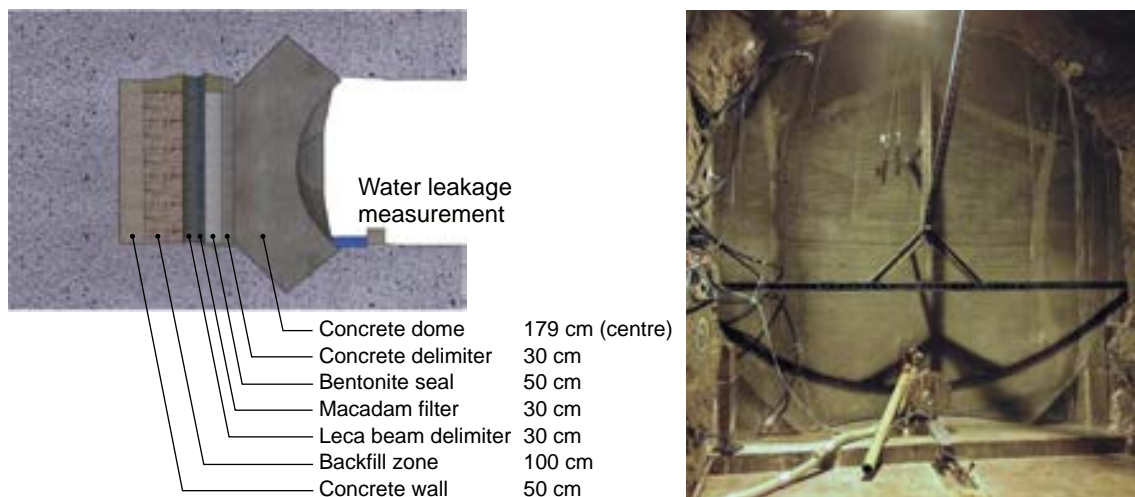 Water leakage
measurement
Concrete dome 179 cm (centre)
Concrete delimiter 30 cm
Bentonite seal 50 cm
Macadam filter 30 cm
Leca beam delimiter 30 cm
Backfill zone 100 cm
Concrete wall 50 cm